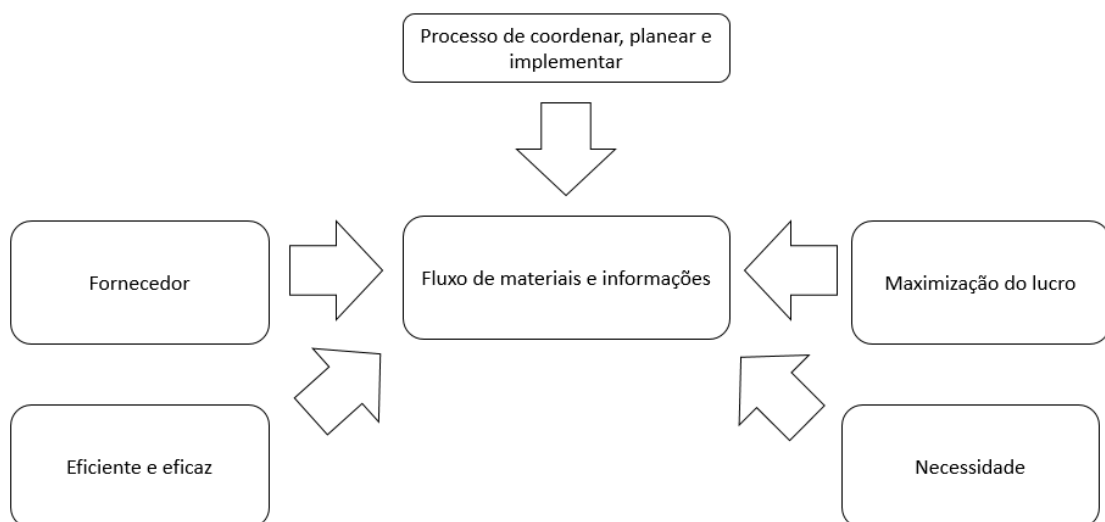 Processo de coordenar, planear e
implementar
Fornecedor
Fluxo de materiais e informações
Maximização do lucro
Eficiente e eficaz
Necessidade